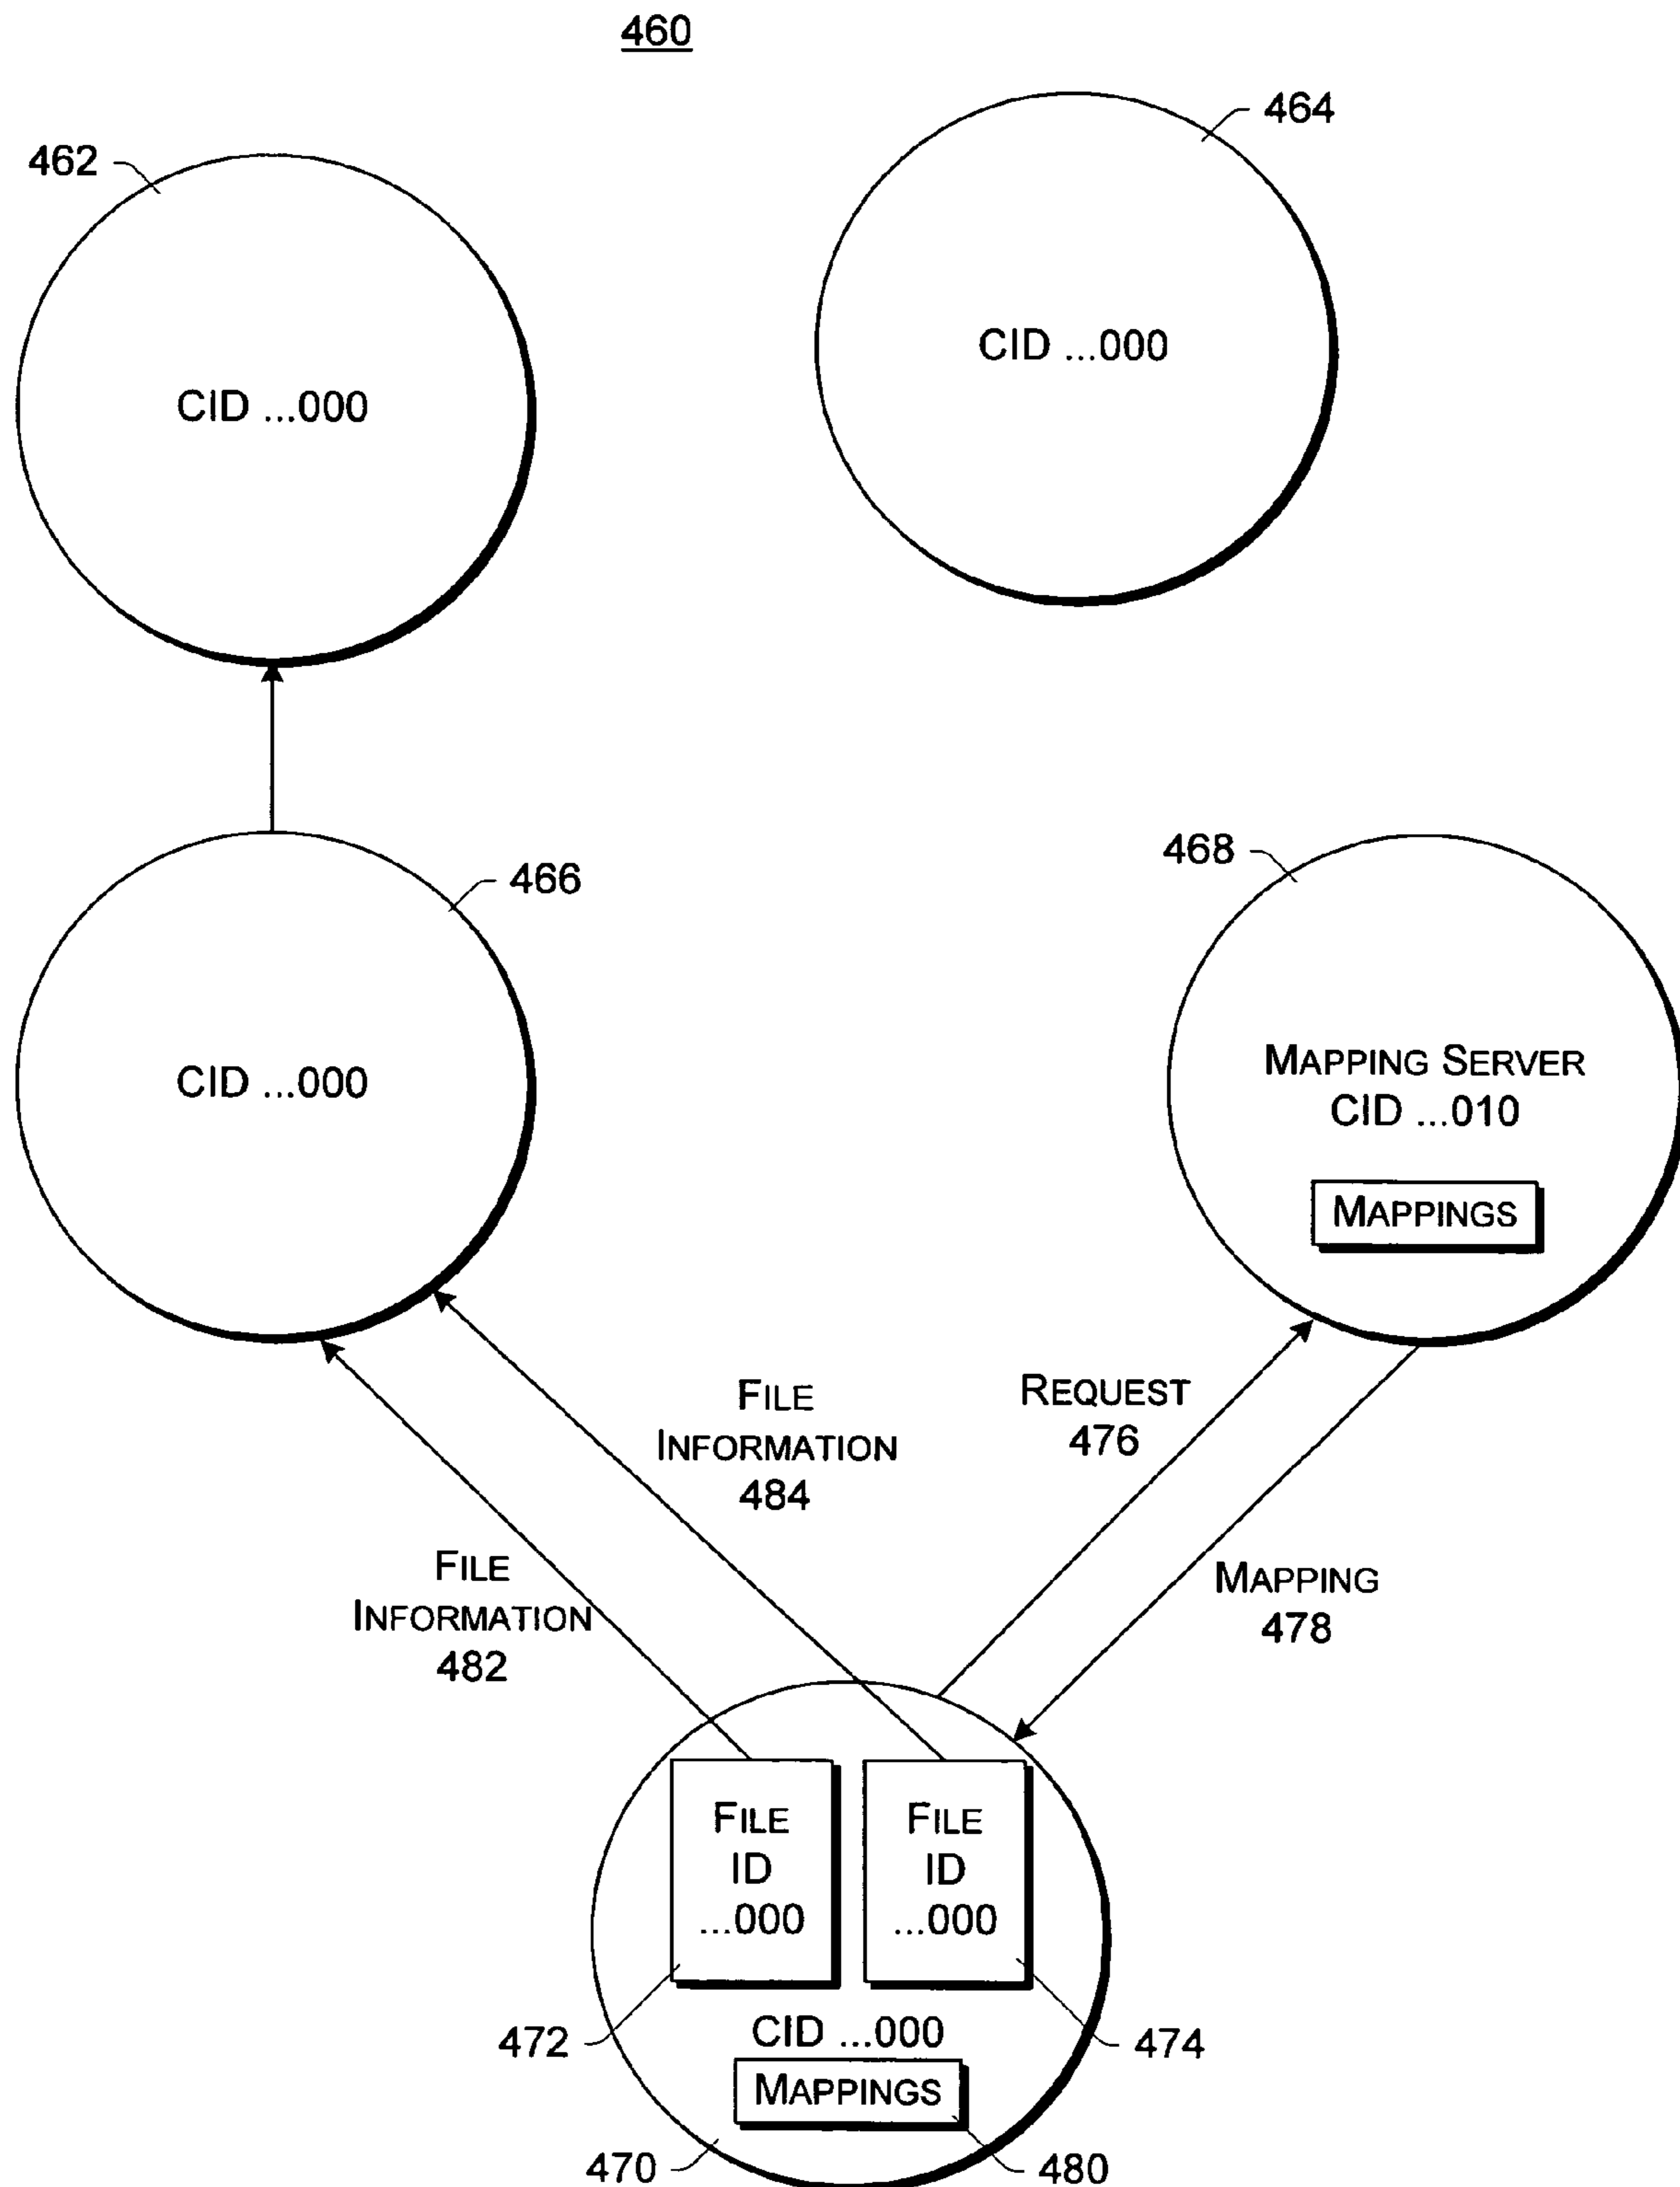 460
464
462
CID ...000
CID ...000
466
468
CID ...000
MAPPING SERVER
CID ...010
MAPPINGS
FILE
INFORMATION
484
REQUEST
476
FILE
INFORMATION
482
MAPPING
478
FILE
ID
...000
FILE
ID
...000
472
CID ...000
474
MAPPINGS
470
480